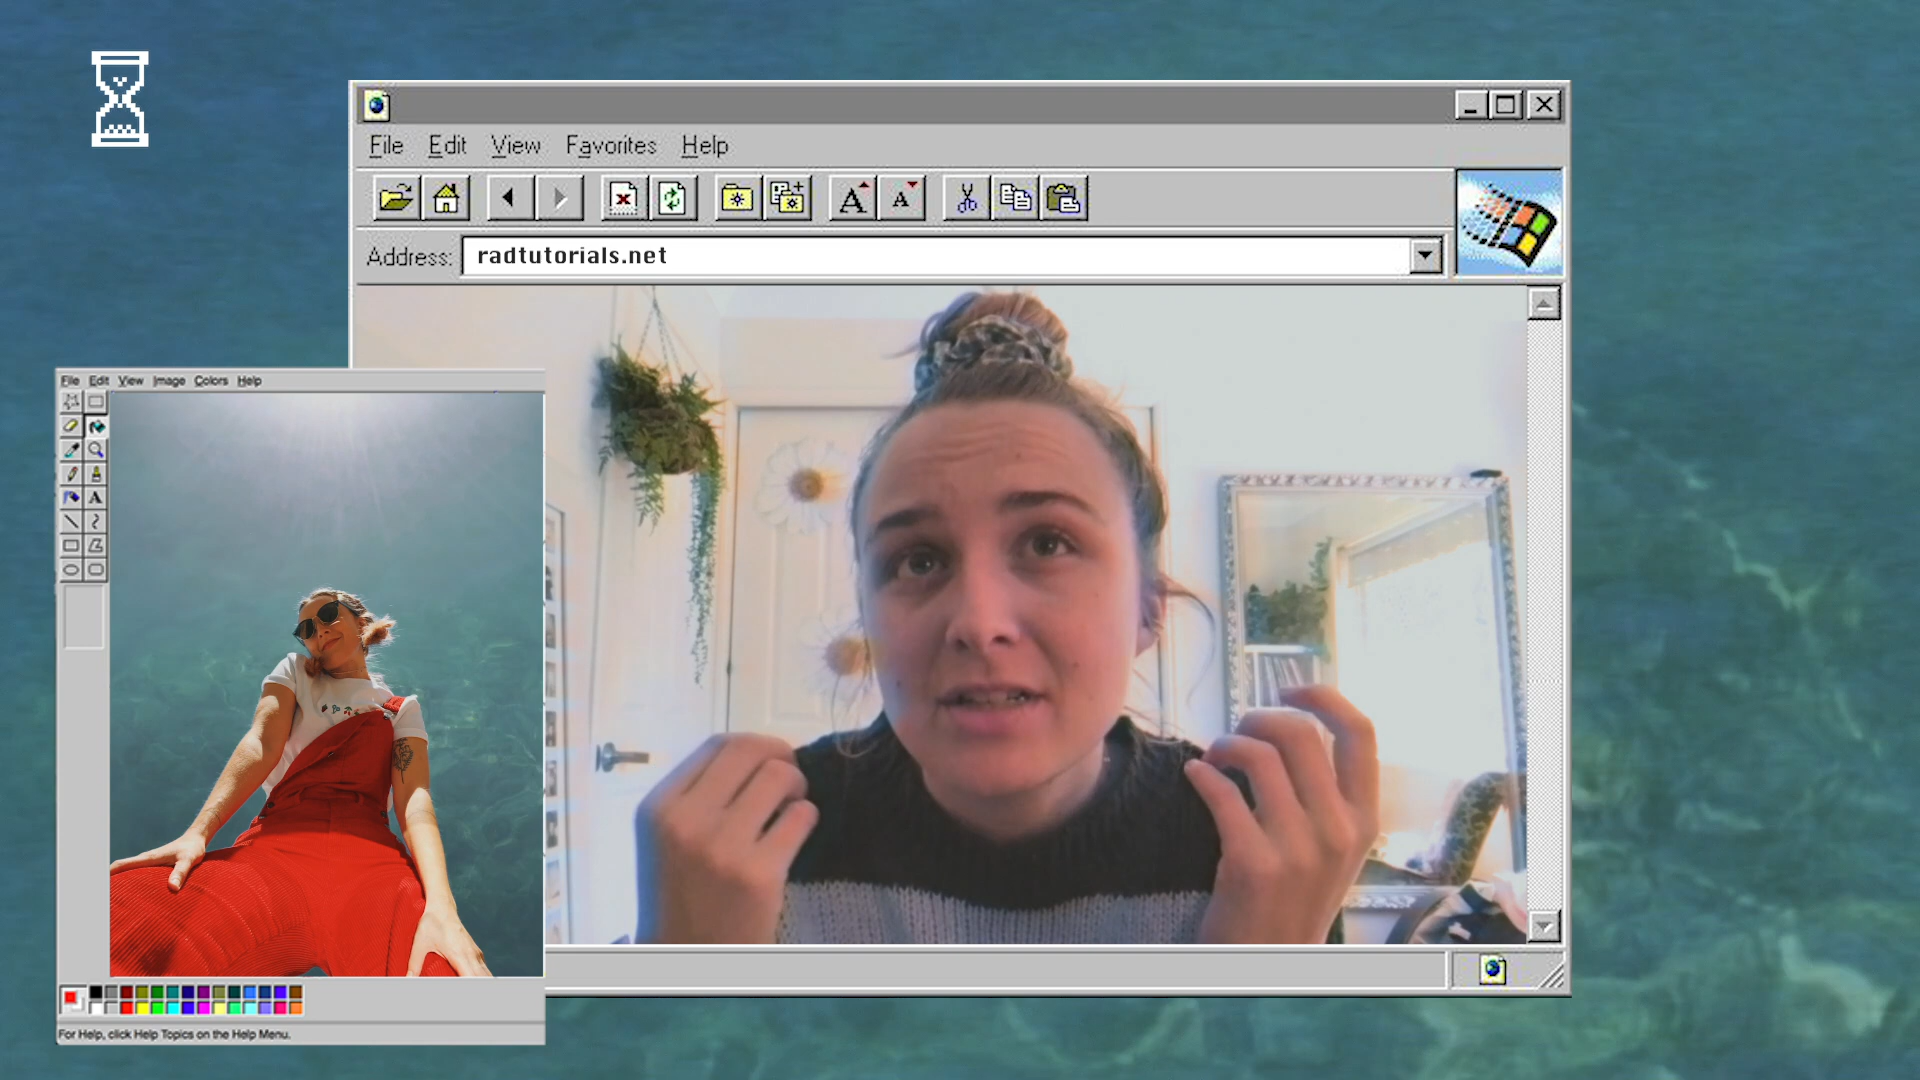 File Edit View Favorites Help
A A
Address: radtutorials.net
File Edit View Image Colors Help
A
For Help, click Help Topics on the Help Menu.